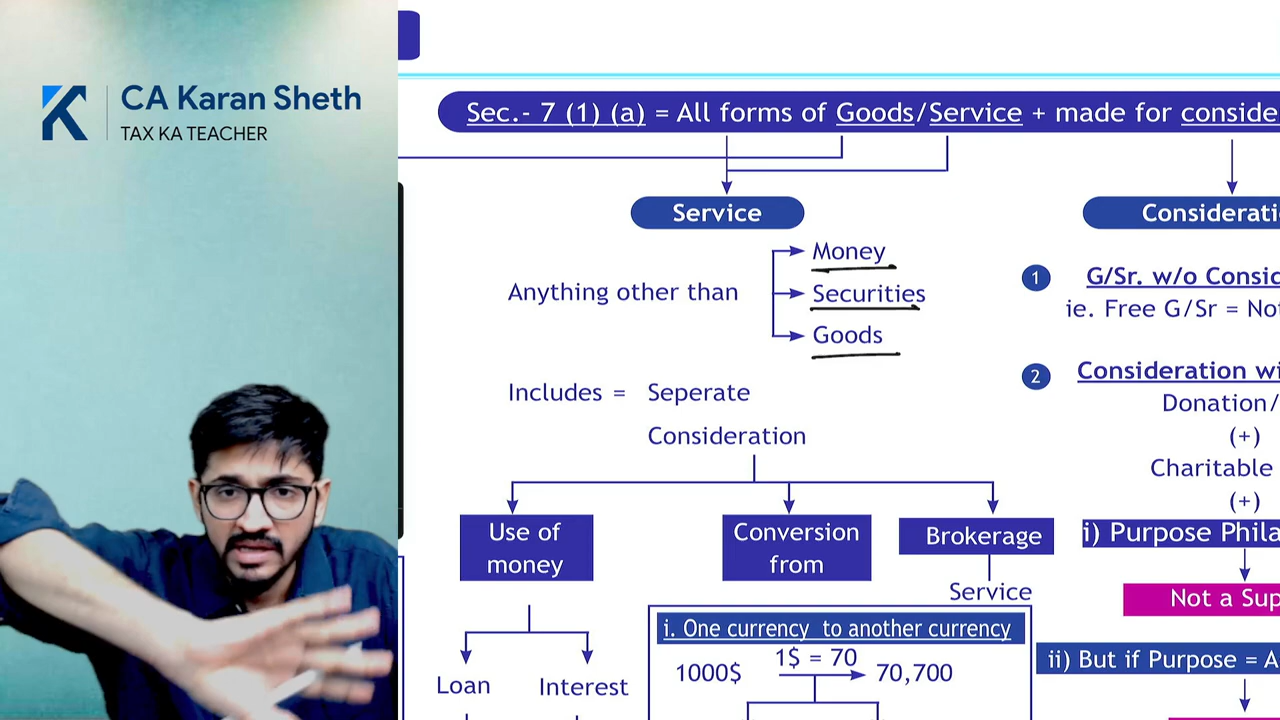 CA Karan Sheth
TAX KA TEACHER
Sec.- 7 (1) (a) = All forms of Goods/Service + made for conside
Service
Anything other than
Money
Securities
Goods
Includes = Seperate
Consideration
Use of
money
Conversion
from
Brokerage
Service
Loan
Interest
i. One currency to another currency
1000$
1$ = 70
70,700
Considerati
1
G/Sr. w/o Consid
ie. Free G/Sr = Not
2
Consideration wi
Donation/
(+)
Charitable
(+)
i) Purpose Phila
Not a Sup
ii) But if Purpose = A